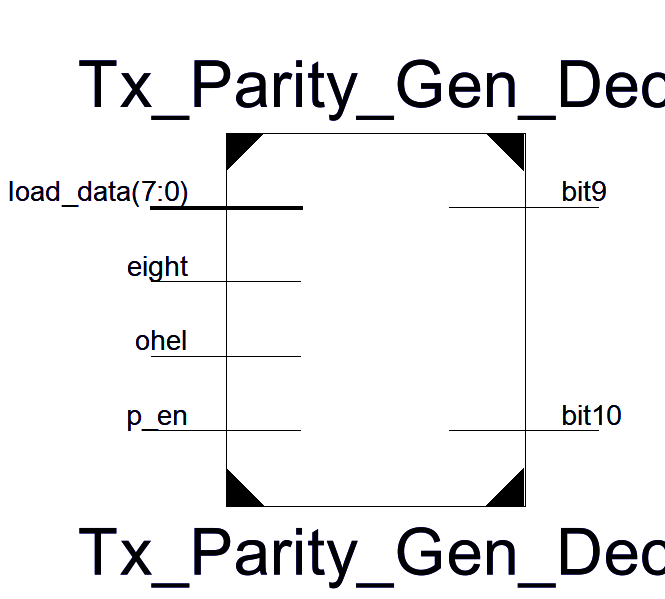 Tx_Parity_Gen_Dec
load_data(7:0)
bit9
eight
ohel
p_en
bit10
Tx_Parity_Gen_Dec